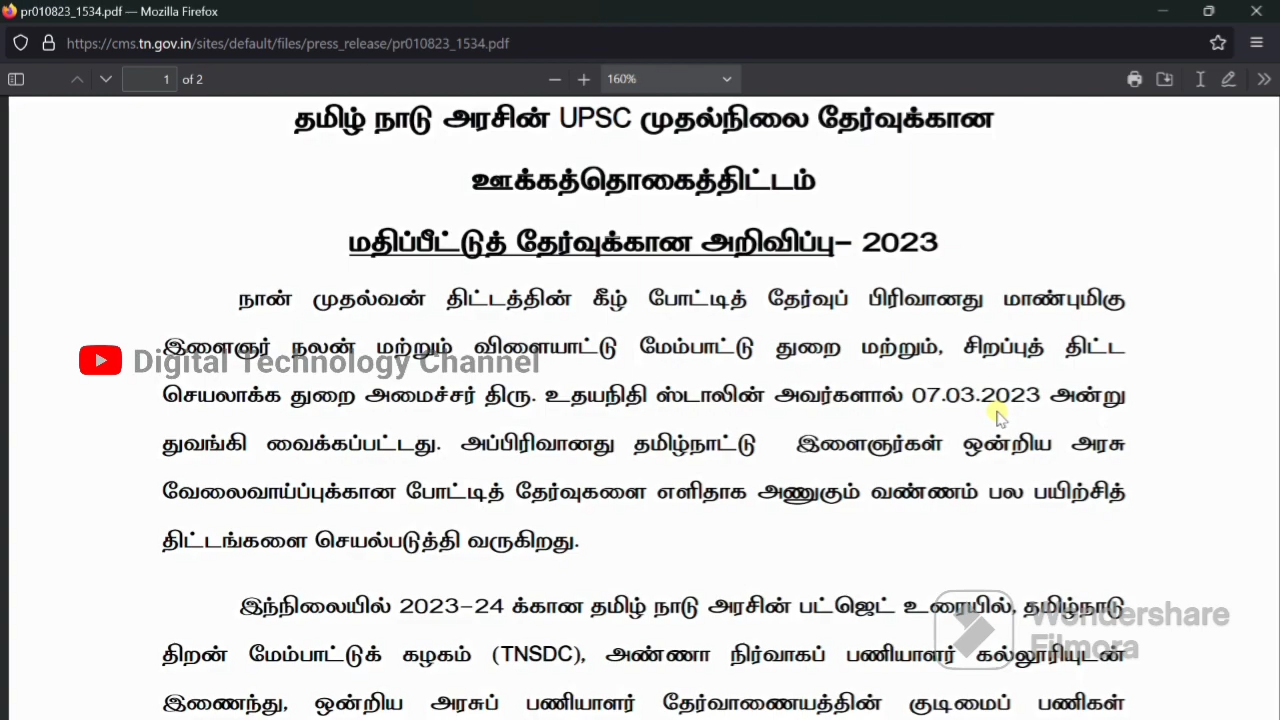 pr010823_1534.pdf — Mozilla Firefox
https://cms.tn.gov.in/sites/default/files/press_release/pr010823_1534.pdf
1 of 2
160%
தமிழ் நாடு அரசின் UPSC முதல்நிலை தேர்வுக்கான
ஊக்கத்தொகைத்திட்டம்
மதிப்பீட்டுத் தேர்வுக்கான அறிவிப்பு– 2023
நான் முதல்வன் திட்டத்தின் கீழ் போட்டித் தேர்வுப் பிரிவானது மாண்புமிகு
இளைஞர் நலன் மற்றும் விளையாட்டு மேம்பாட்டு துறை மற்றும், சிறப்புத் திட்ட
Digital Technology Channel
செயலாக்க துறை அமைச்சர் திரு. உதயநிதி ஸ்டாலின் அவர்களால் 07.03.2023 அன்று
துவங்கி வைக்கப்பட்டது. அப்பிரிவானது தமிழ்நாட்டு இளைஞர்கள் ஒன்றிய அரசு
வேலைவாய்ப்புக்கான போட்டித் தேர்வுகளை எளிதாக அணுகும் வண்ணம் பல பயிற்சித்
திட்டங்களை செயல்படுத்தி வருகிறது.
இந்நிலையில் 2023–24 க்கான தமிழ் நாடு அரசின் பட்ஜெட் உரையில், தமிழ்நாடு
Wondershare
Filmora
திறன் மேம்பாட்டுக் கழகம் (TNSDC), அண்ணா நிர்வாகப் பணியாளர் கல்லூரியுடன்
இணைந்து, ஒன்றிய அரசுப் பணியாளர் தேர்வாணையத்தின் குடிமைப் பணிகள்